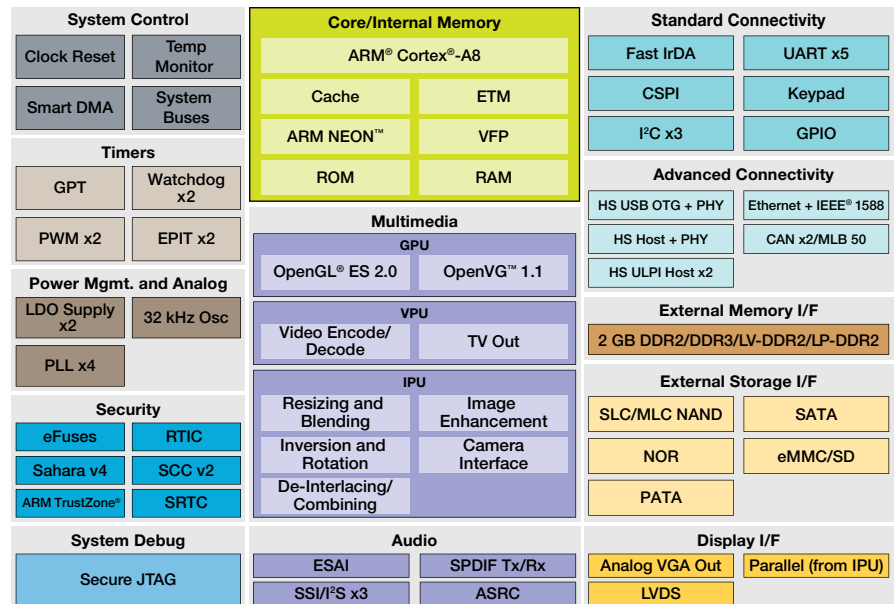 System Control
Clock Reset
Temp
Monitor
Smart DMA
System
Buses
Timers
GPT
Watchdog
x2
PWM x2
EPIT x2
Power Mgmt. and Analog
LDO Supply
x2
32 kHz Osc
PLL x4
Security
eFuses
RTIC
Sahara v4
SCC v2
ARM TrustZone®
SRTC
System Debug
Secure JTAG
Core/Internal Memory
ARM® Cortex®-A8
Cache
ETM
ARM NEON™
VFP
ROM
RAM
Multimedia
GPU
OpenGL® ES 2.0
OpenVG™ 1.1
VPU
Video Encode/
Decode
TV Out
IPU
Resizing and
Blending
Image
Enhancement
Inversion and
Rotation
Camera
Interface
De-Interlacing/
Combining
Audio
ESAI
SPDIF Tx/Rx
SSI/I²S x3
ASRC
Standard Connectivity
Fast IrDA
UART x5
CSPI
Keypad
I²C x3
GPIO
Advanced Connectivity
HS USB OTG + PHY
Ethernet + IEEE® 1588
HS Host + PHY
CAN x2/MLB 50
HS ULPI Host x2
External Memory I/F
2 GB DDR2/DDR3/LV-DDR2/LP-DDR2
External Storage I/F
SLC/MLC NAND
SATA
NOR
eMMC/SD
PATA
Display I/F
Analog VGA Out
Parallel (from IPU)
LVDS